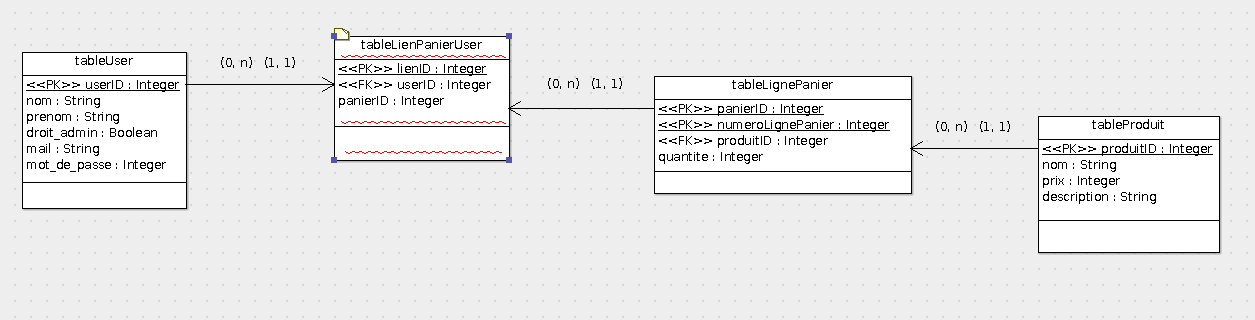 tableUser
<<PK>> userID : Integer
nom : String
prenom : String
droit_admin : Boolean
mail : String
mot_de_passe : Integer
(0, n) (1, 1)
tableLienPanierUser
<<PK>> lienID : Integer
<<FK>> userID : Integer
panierID : Integer
(0, n) (1, 1)
tableLignePanier
<<PK>> panierID : Integer
<<PK>> numeroLignePanier : Integer
<<FK>> produitID : Integer
quantite : Integer
(0, n) (1, 1)
tableProduit
<<PK>> produitID : Integer
nom : String
prix : Integer
description : String